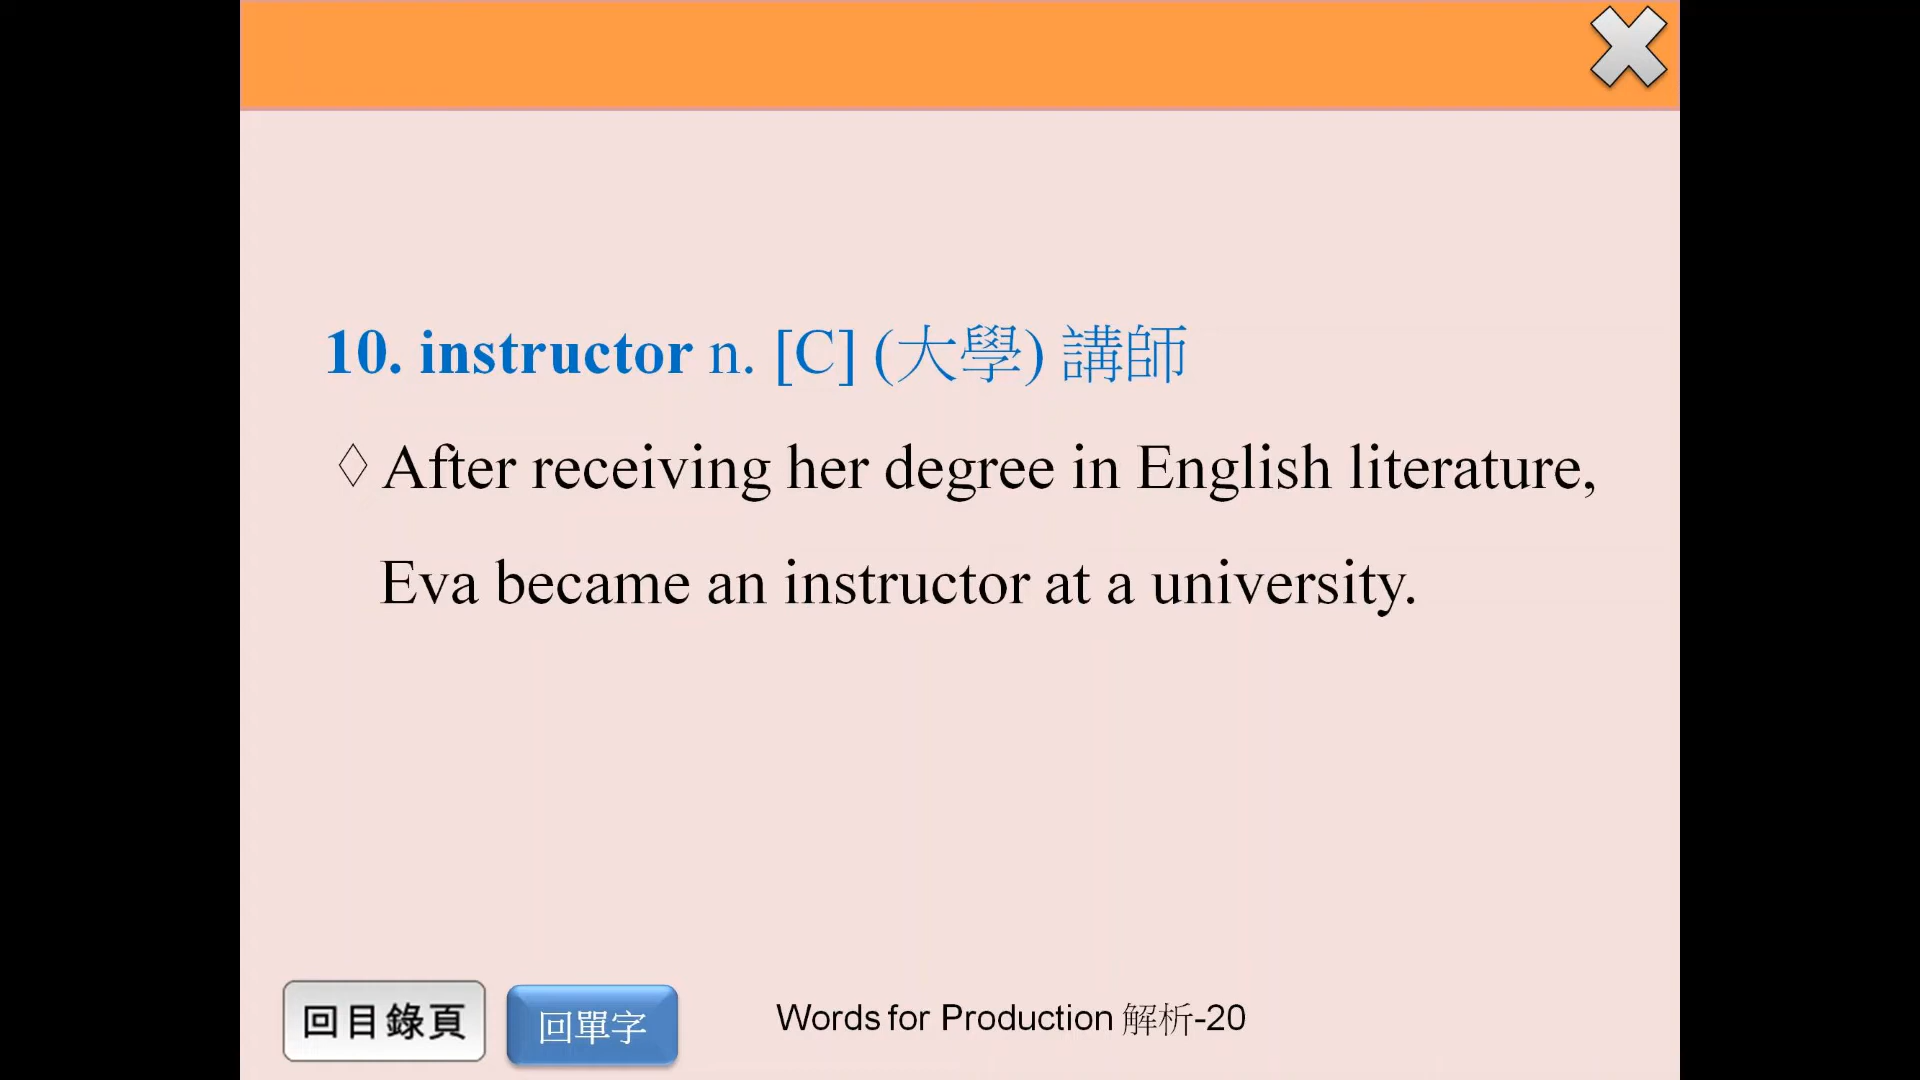 10. instructor n. [C] (大學) 講師
◊ After receiving her degree in English literature,
Eva became an instructor at a university.
回目錄頁
回單字
Words for Production 解析-20